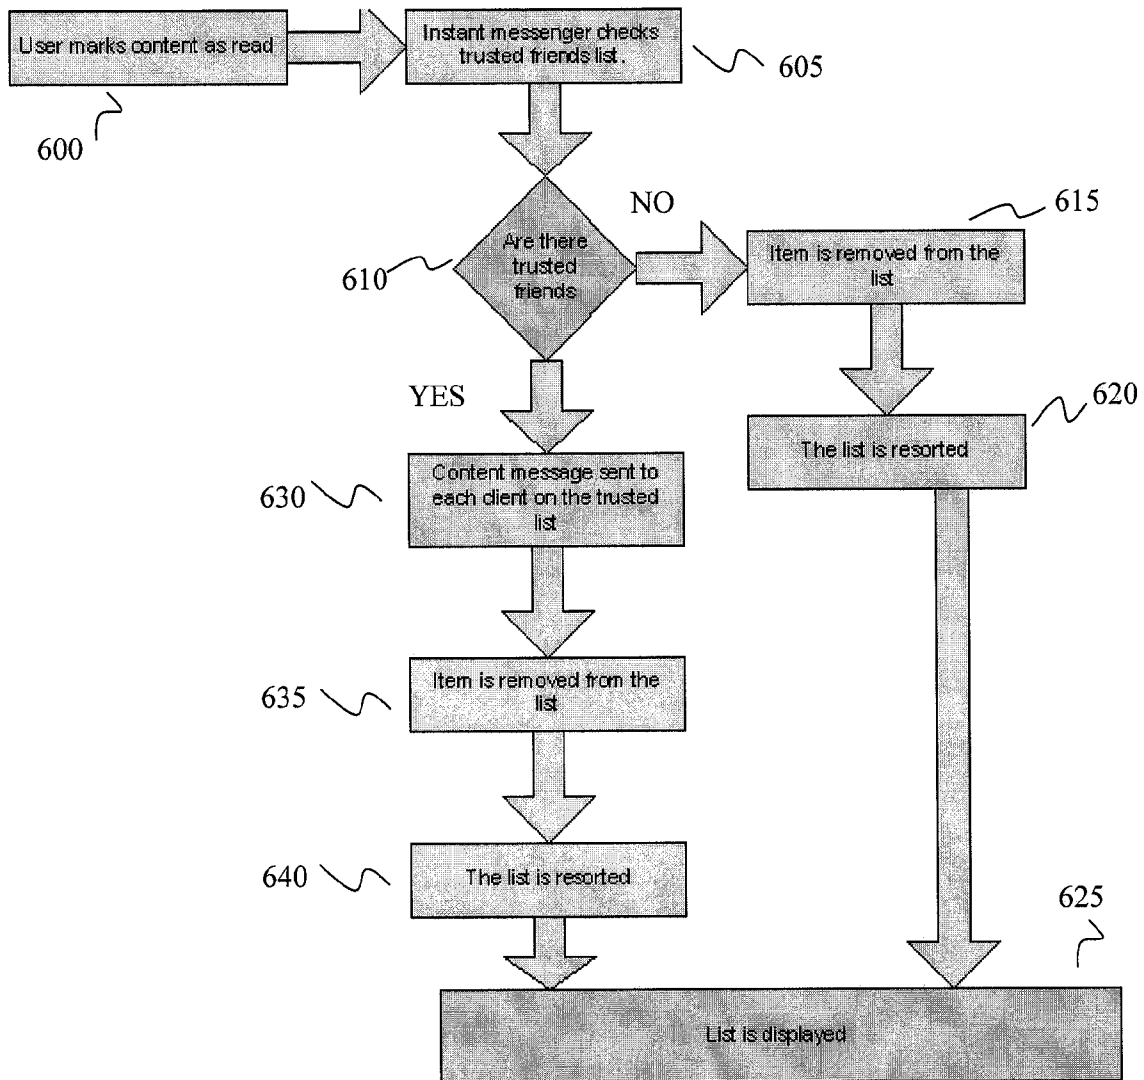 User marks content as read
Instant messenger checks
trusted friends list.
605
600
NO
615
Are there
trusted
friends
610
Item is removed from the
list
YES
620
The list is resorted
Content message sent to
each client on the trusted
list
630
Item is removed from the
list
635
The list is resorted
640
625
List is displayed